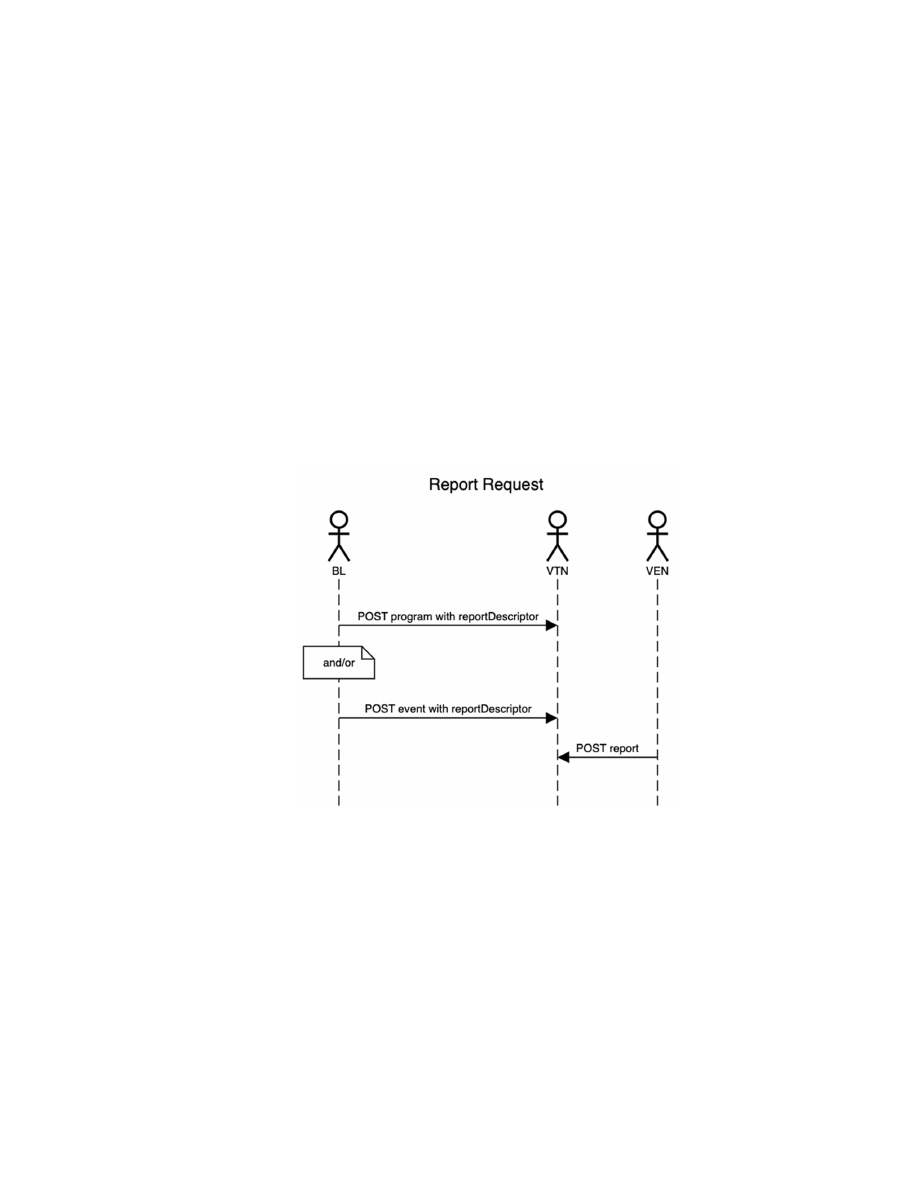 Report Request
BL
VTN
VEN
POST program with reportDescriptor
and/or
POST event with reportDescriptor
POST report